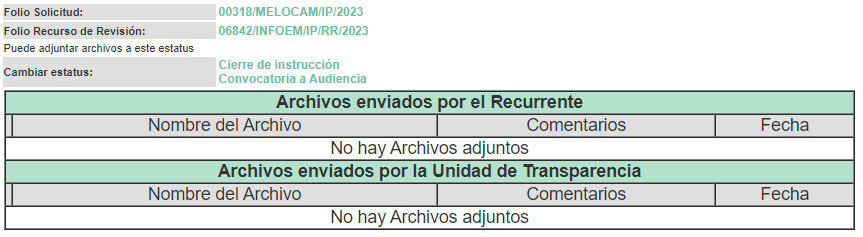 Folio Solicitud: 00318/MELOCAM/IP/2023
Folio Recurso de Revisión: 06842/INFOEM/IP/RR/2023
Puede adjuntar archivos a este estatus
Cambiar estatus: Cierre de instrucción
Convocatoria a Audiencia
Archivos enviados por el Recurrente
Nombre del Archivo Comentarios Fecha
No hay Archivos adjuntos
Archivos enviados por la Unidad de Transparencia
Nombre del Archivo Comentarios Fecha
No hay Archivos adjuntos